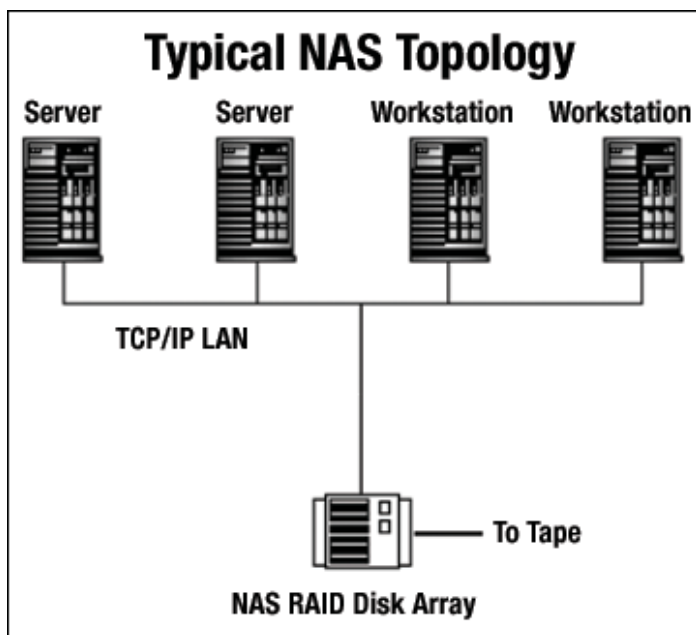 Typical NAS Topology
Server Server Workstation Workstation
TCP/IP LAN
To Tape
NAS RAID Disk Array